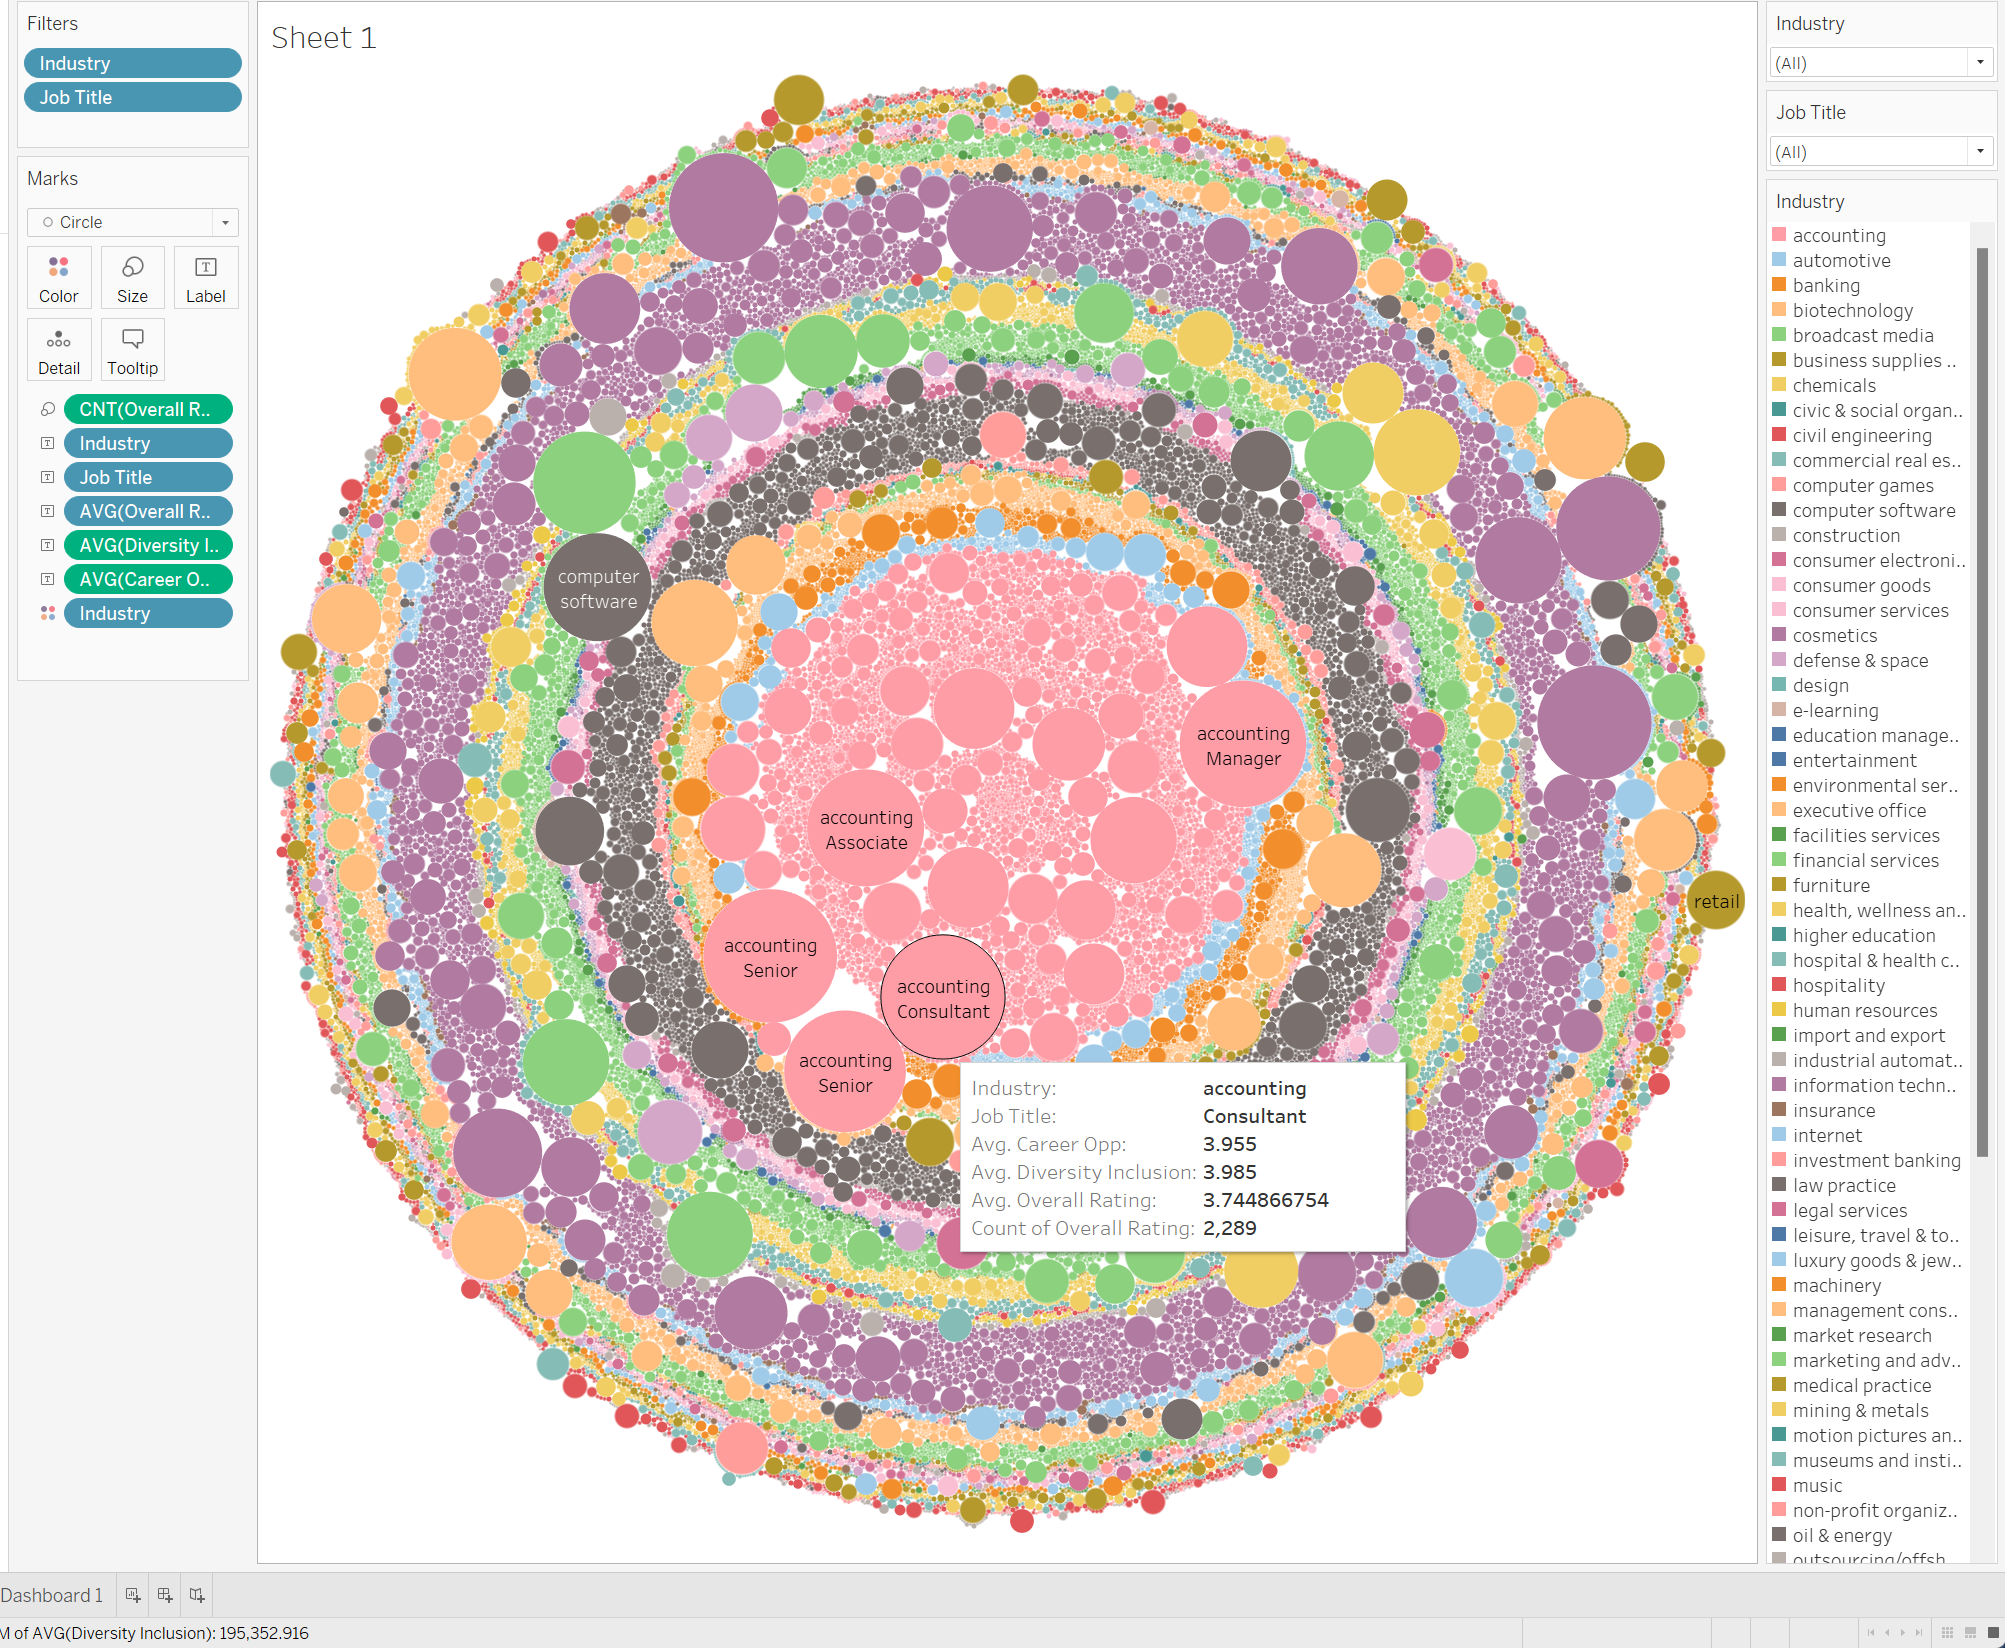 Filters
Industry
Job Title
Marks
Circle
Color
Size
Label
Detail
Tooltip
CNT(Overall R..
Industry
Job Title
AVG(Overall R..
AVG(Diversity I..
AVG(Career O..
Industry
Sheet 1
computer
software
accounting
Manager
accounting
Associate
retail
accounting
Senior
accounting
Consultant
accounting
Senior
Industry: accounting
Job Title: Consultant
Avg. Career Opp: 3.955
Avg. Diversity Inclusion: 3.985
Avg. Overall Rating: 3.744866754
Count of Overall Rating: 2,289
Industry
(All)
Job Title
(All)
Industry
accounting
automotive
banking
biotechnology
broadcast media
business supplies ..
chemicals
civic & social organ..
civil engineering
commercial real es..
computer games
computer software
construction
consumer electroni..
consumer goods
consumer services
cosmetics
defense & space
design
e-learning
education manage..
entertainment
environmental ser..
executive office
facilities services
financial services
furniture
health, wellness an..
higher education
hospital & health c..
hospitality
human resources
import and export
industrial automat..
information techn..
insurance
internet
investment banking
law practice
legal services
leisure, travel & to..
luxury goods & jew..
machinery
management cons..
market research
marketing and adv..
medical practice
mining & metals
motion pictures an..
museums and insti..
music
non-profit organiz..
oil & energy
outsourcing/offsh
Dashboard 1
M of AVG(Diversity Inclusion): 195,352.916